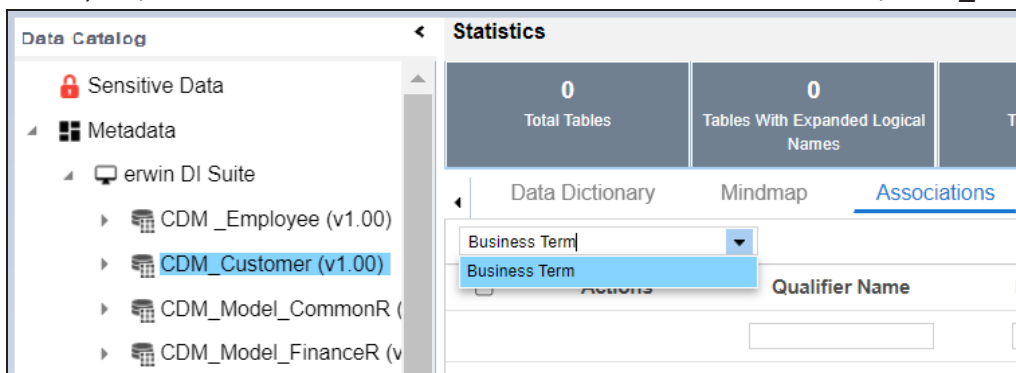 Data Catalog
Sensitive Data
Metadata
erwin DI Suite
CDM _Employee (v1.00)
CDM_Customer (v1.00)
CDM_Model_CommonR (
CDM_Model_FinanceR (v
Statistics
0
Total Tables
0
Tables With Expanded Logical
Names
T
Data Dictionary Mindmap Associations
Business Term
Business Term
Actions Qualifier Name